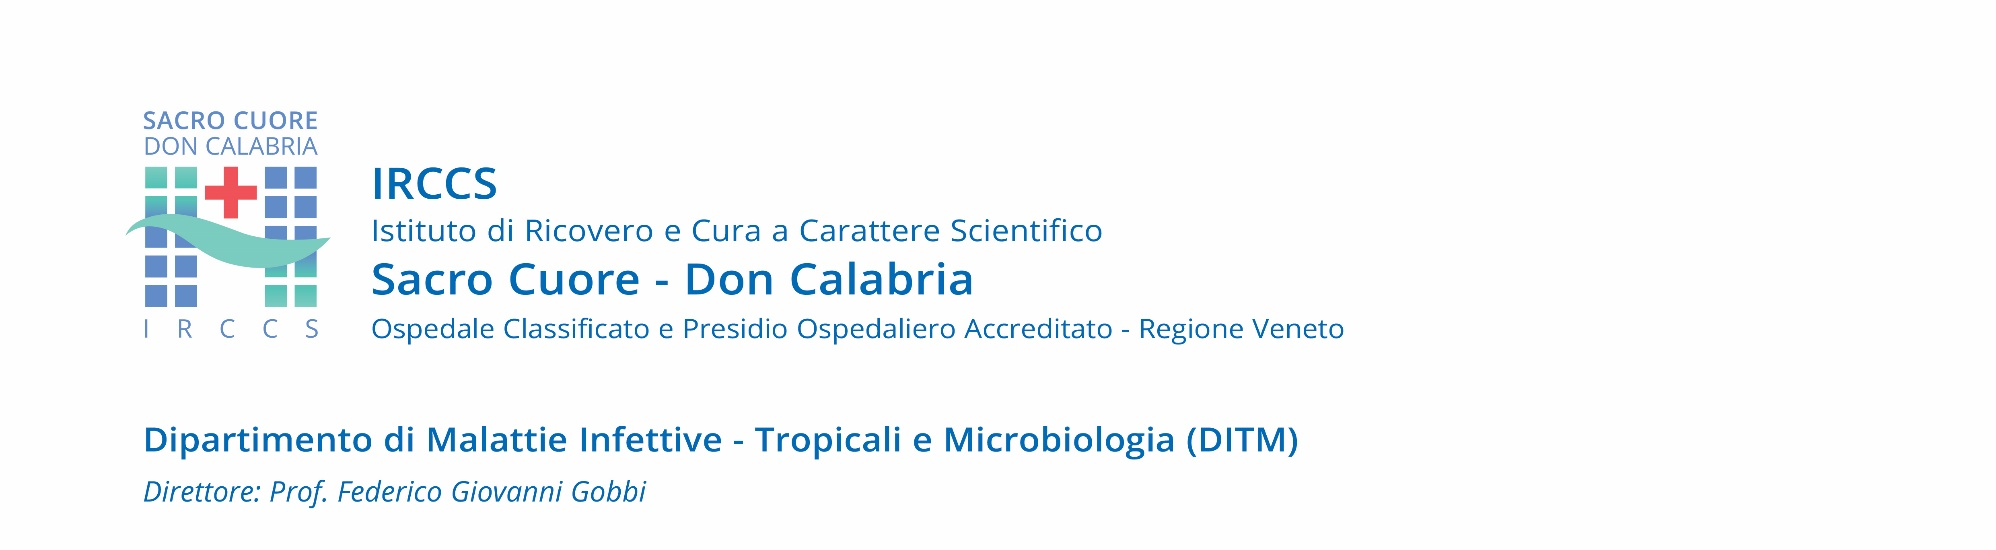 SACRO CUORE
DON CALABRIA
I R C C S
IRCCS
Istituto di Ricovero e Cura a Carattere Scientifico
Sacro Cuore - Don Calabria
Ospedale Classificato e Presidio Ospedaliero Accreditato - Regione Veneto
Dipartimento di Malattie Infettive - Tropicali e Microbiologia (DITM)
Direttore: Prof. Federico Giovanni Gobbi